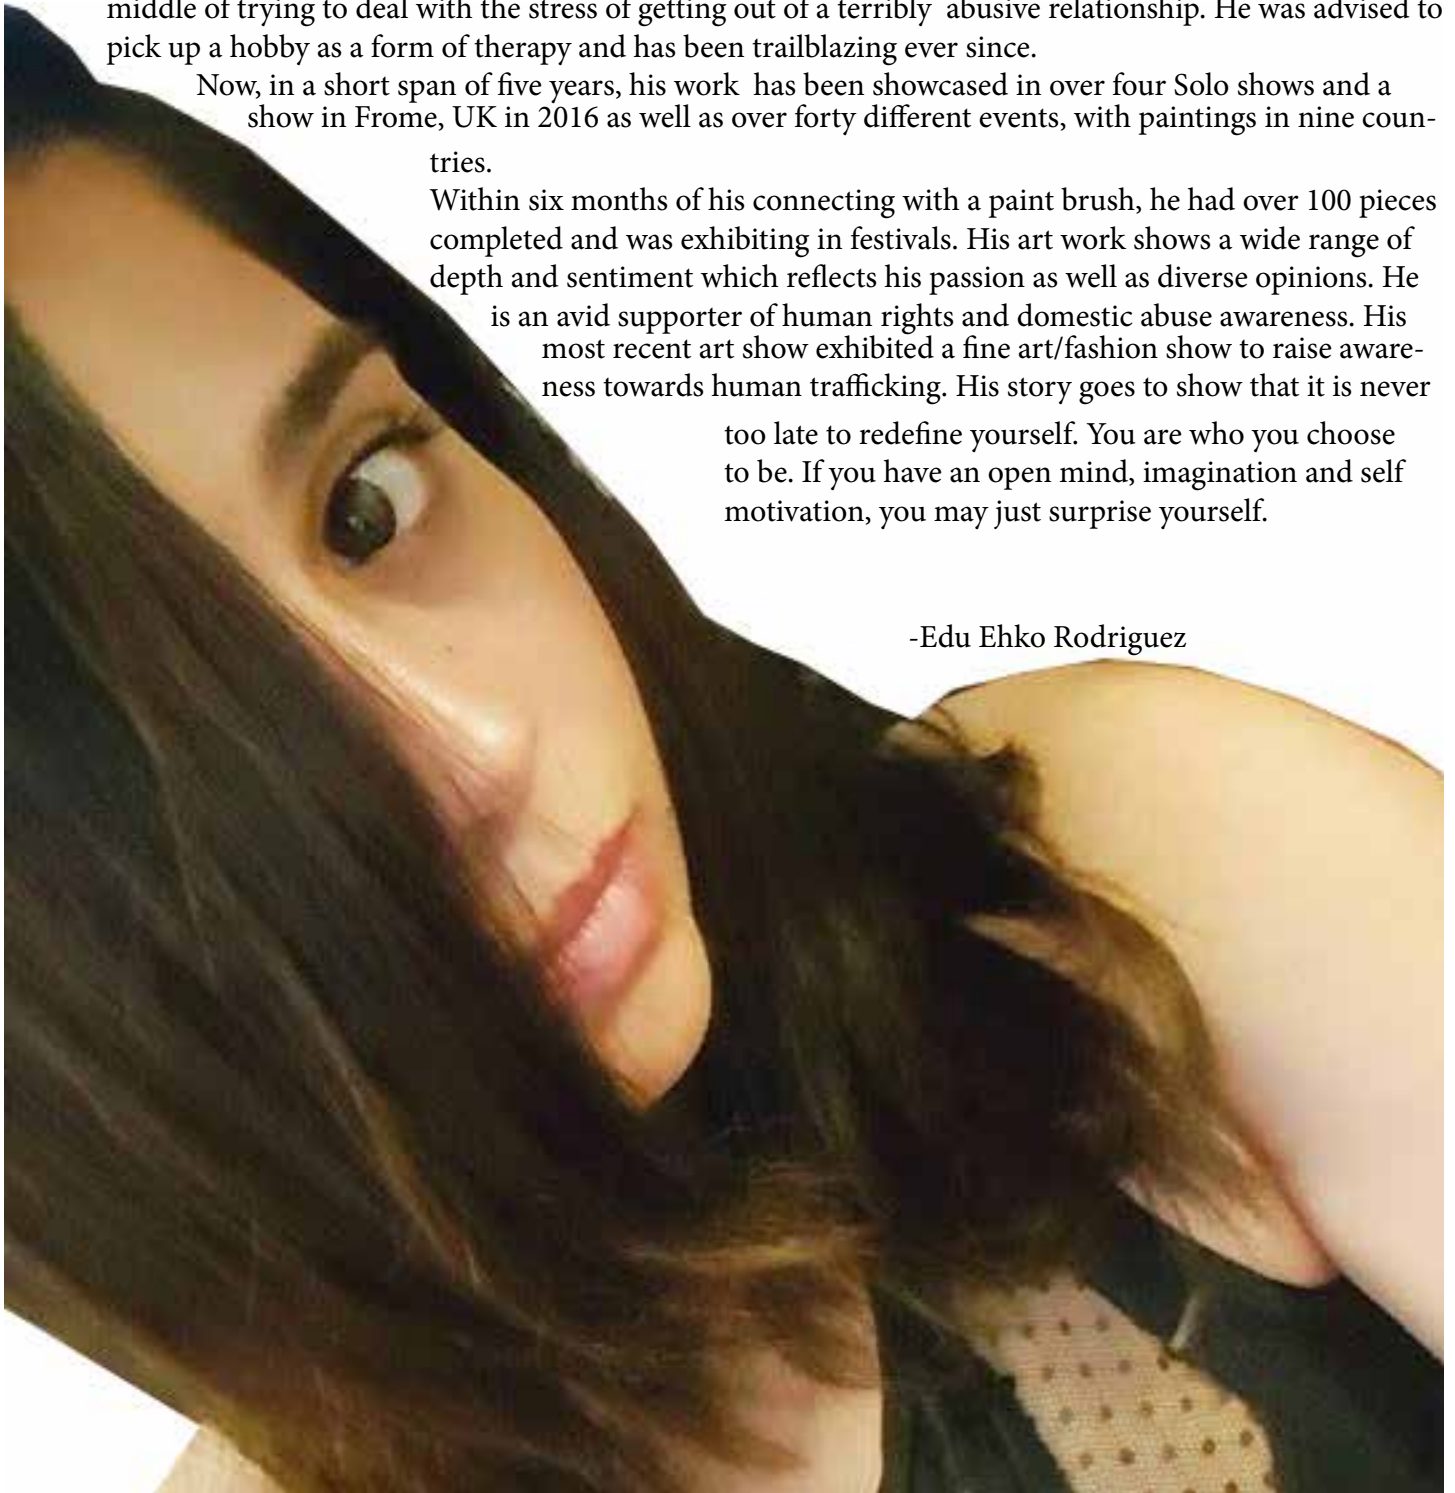 middle of trying to deal with the stress of getting out of a terribly  abusive relationship. He was advised to
pick up a hobby as a form of therapy and has been trailblazing ever since.
Now, in a short span of five years, his work  has been showcased in over four Solo shows and a
show in Frome, UK in 2016 as well as over forty different events, with paintings in nine coun-
tries.
Within six months of his connecting with a paint brush, he had over 100 pieces
completed and was exhibiting in festivals. His art work shows a wide range of
depth and sentiment which reflects his passion as well as diverse opinions. He
is an avid supporter of human rights and domestic abuse awareness. His
most recent art show exhibited a fine art/fashion show to raise aware-
ness towards human trafficking. His story goes to show that it is never
too late to redefine yourself. You are who you choose
to be. If you have an open mind, imagination and self
motivation, you may just surprise yourself.
-Edu Ehko Rodriguez